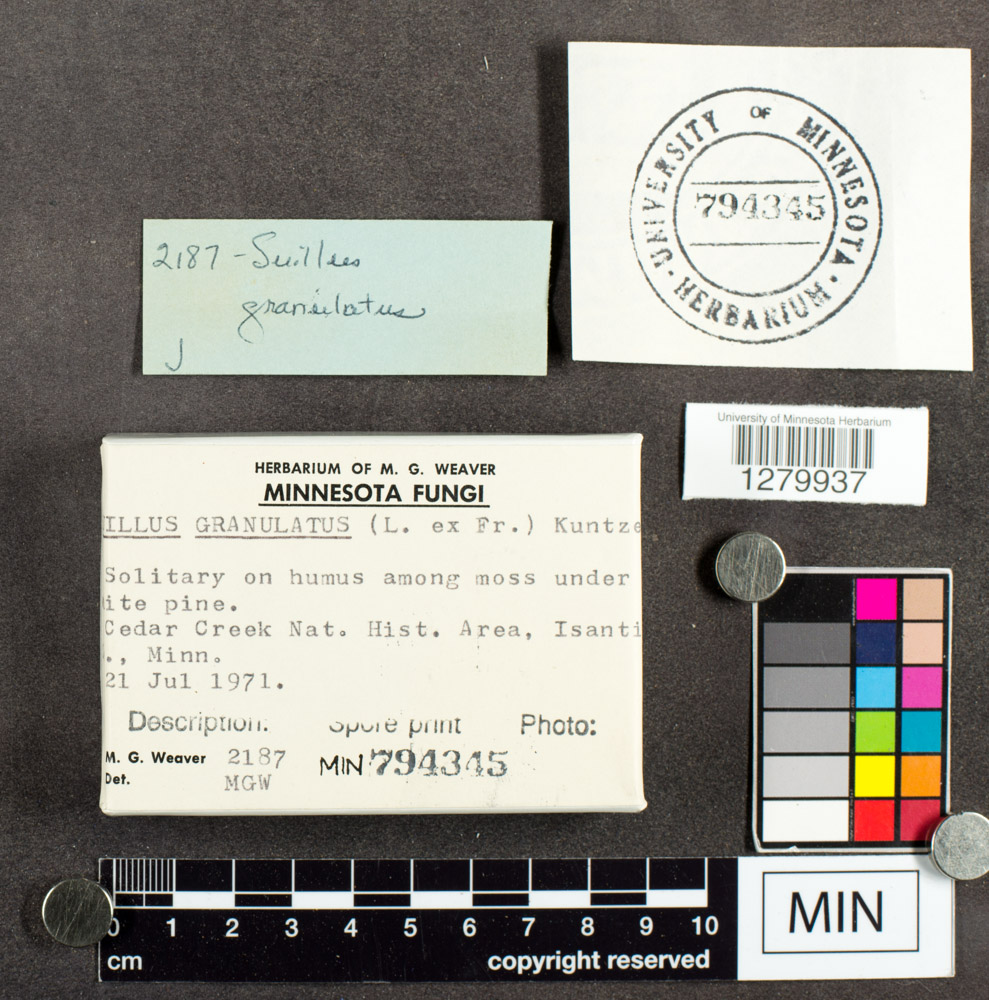 UNIVERSITY OF MINNESOTA
· HERBARIUM ·
794345
2187 - Suillus
granulatus
J
University of Minnesota Herbarium
1279937
HERBARIUM OF M. G. WEAVER
MINNESOTA FUNGI
ILLUS GRANULATUS (L. ex Fr.) Kuntze
Solitary on humus among moss under
ite pine.
Cedar Creek Nat. Hist. Area, Isanti
., Minn.
21 Jul 1971.
Description: Spore print Photo:
M. G. Weaver 2187 MIN 794345
Det. MGW
0 1 2 3 4 5 6 7 8 9 10
cm copyright reserved
MIN